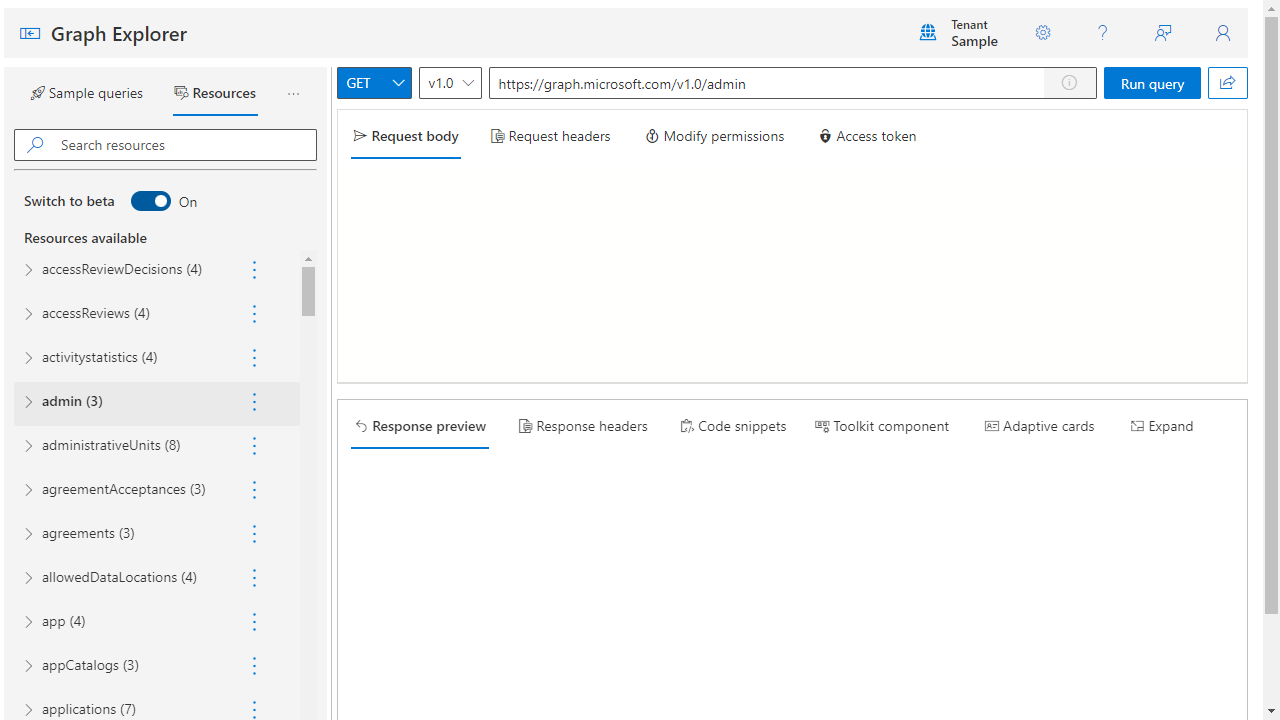 Graph Explorer
Tenant
Sample
Sample queries
Resources
Search resources
Switch to beta
On
Resources available
accessReviewDecisions (4)
accessReviews (4)
activitystatistics (4)
admin (3)
administrativeUnits (8)
agreementAcceptances (3)
agreements (3)
allowedDataLocations (4)
app (4)
appCatalogs (3)
applications (7)
GET
v1.0
https://graph.microsoft.com/v1.0/admin
Run query
Request body
Request headers
Modify permissions
Access token
Response preview
Response headers
Code snippets
Toolkit component
Adaptive cards
Expand